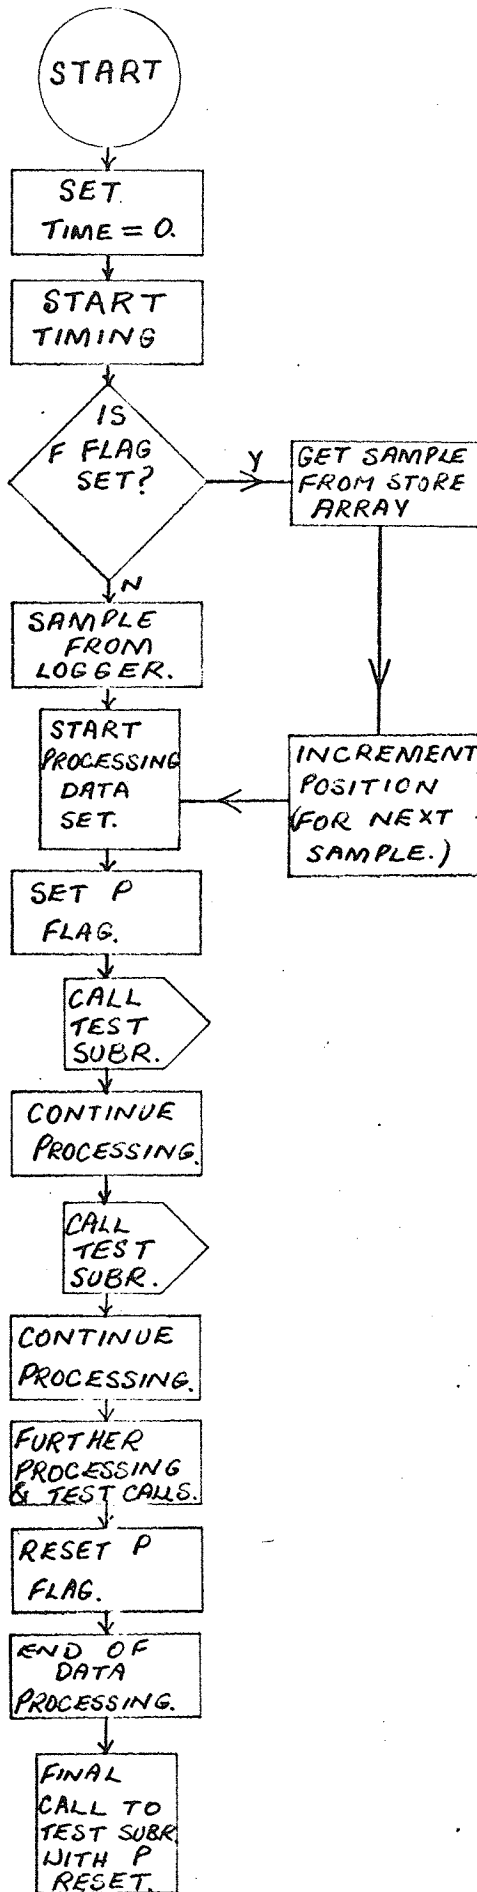 START
SET
TIME = 0.
START
TIMING
IS
F FLAG
SET?
Y
GET SAMPLE
FROM STORE
ARRAY
N
SAMPLE
FROM
LOGGER.
START
PROCESSING
DATA
SET.
INCREMENT
POSITION
(FOR NEXT
SAMPLE.)
SET P
FLAG.
CALL
TEST
SUBR.
CONTINUE
PROCESSING.
CALL
TEST
SUBR.
CONTINUE
PROCESSING.
FURTHER
PROCESSING
& TEST CALLS.
RESET P
FLAG.
END OF
DATA
PROCESSING.
FINAL
CALL TO
TEST SUBR.
WITH P
RESET.